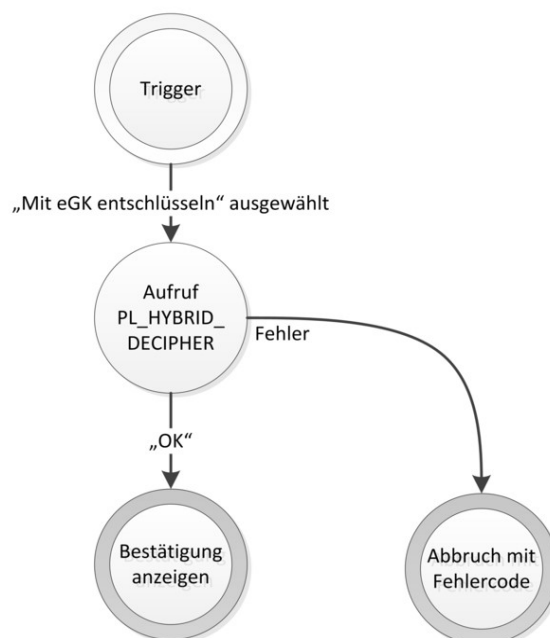 Trigger
„Mit eGK entschlüsseln“ ausgewählt
Aufruf
PL_HYBRID_
DECIPHER
Fehler
„OK“
Bestätigung
anzeigen
Abbruch mit
Fehlercode